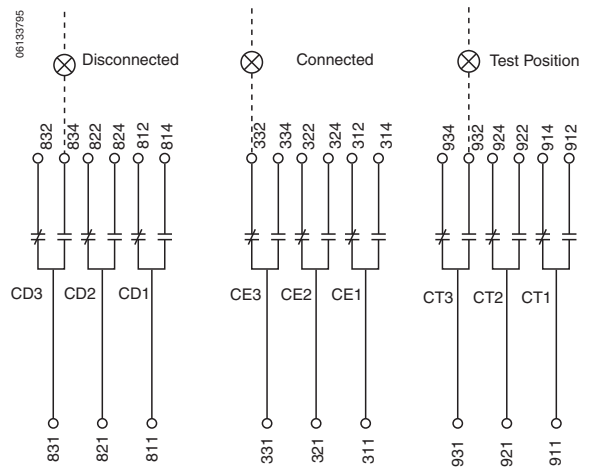 06133795
Disconnected
Connected
Test Position
832 834 822 824 812 814
332 334 322 324 312 314
934 932 924 922 914 912
CD3 CD2 CD1
CE3 CE2 CE1
CT3 CT2 CT1
831 821 811
331 321 311
931 921 911